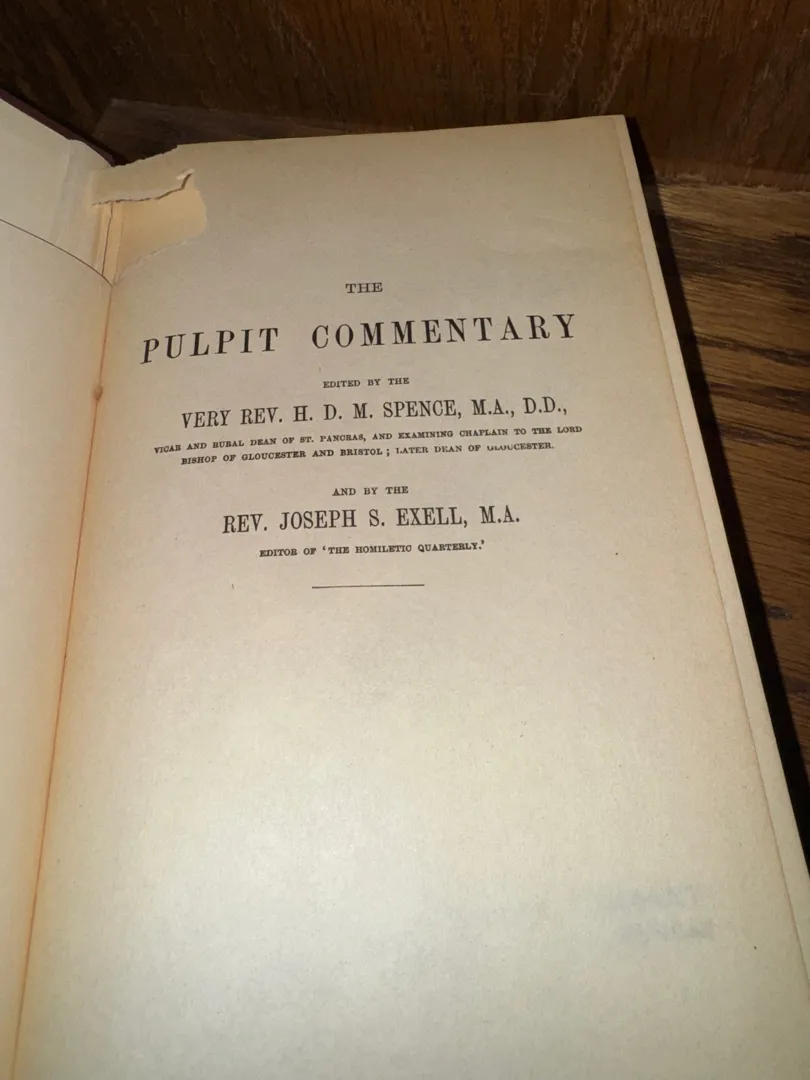 THE
PULPIT COMMENTARY
EDITED BY THE
VERY REV. H. D. M. SPENCE, M.A., D.D.,
VICAR AND RURAL DEAN OF ST. PANCRAS, AND EXAMINING CHAPLAIN TO THE LORD
BISHOP OF GLOUCESTER AND BRISTOL; LATER DEAN OF GLOUCESTER.
AND BY THE
REV. JOSEPH S. EXELL, M.A.
EDITOR OF 'THE HOMILETIC QUARTERLY.'